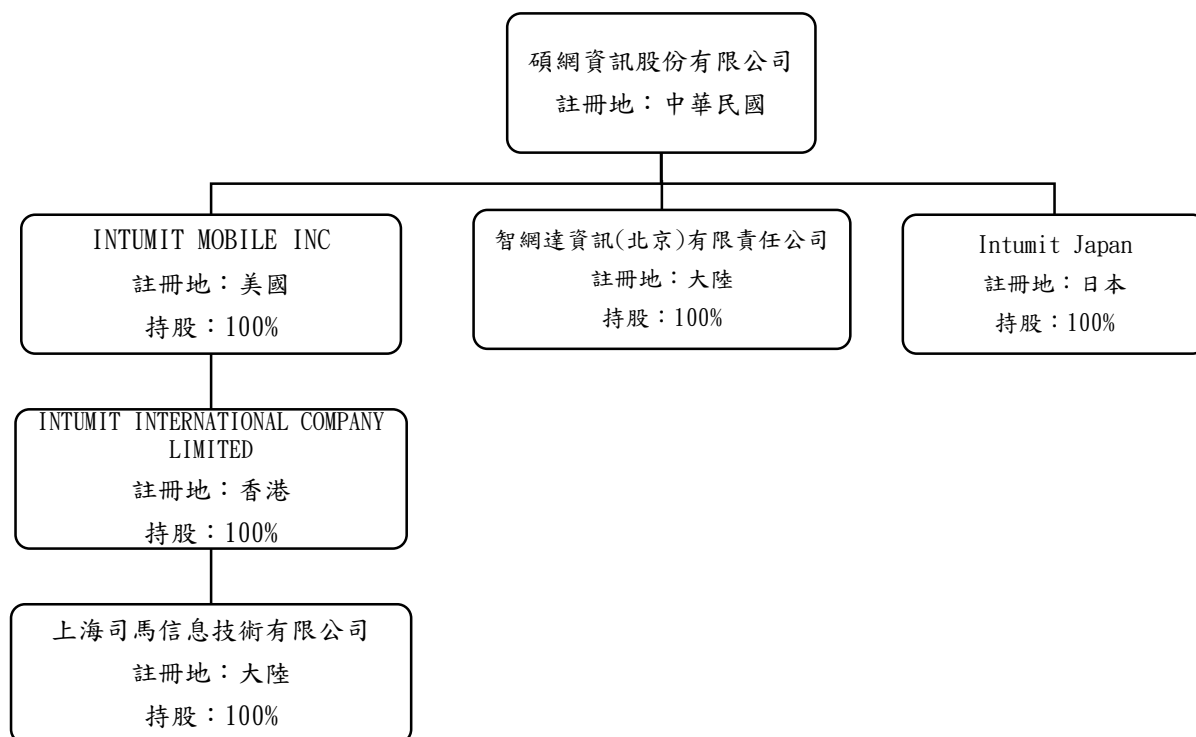 碩網資訊股份有限公司
註冊地：中華民國
INTUMIT MOBILE INC
註冊地：美國
持股：100%
智網達資訊(北京)有限責任公司
註冊地：大陸
持股：100%
Intumit Japan
註冊地：日本
持股：100%
INTUMIT INTERNATIONAL COMPANY
LIMITED
註冊地：香港
持股：100%
上海司馬信息技術有限公司
註冊地：大陸
持股：100%